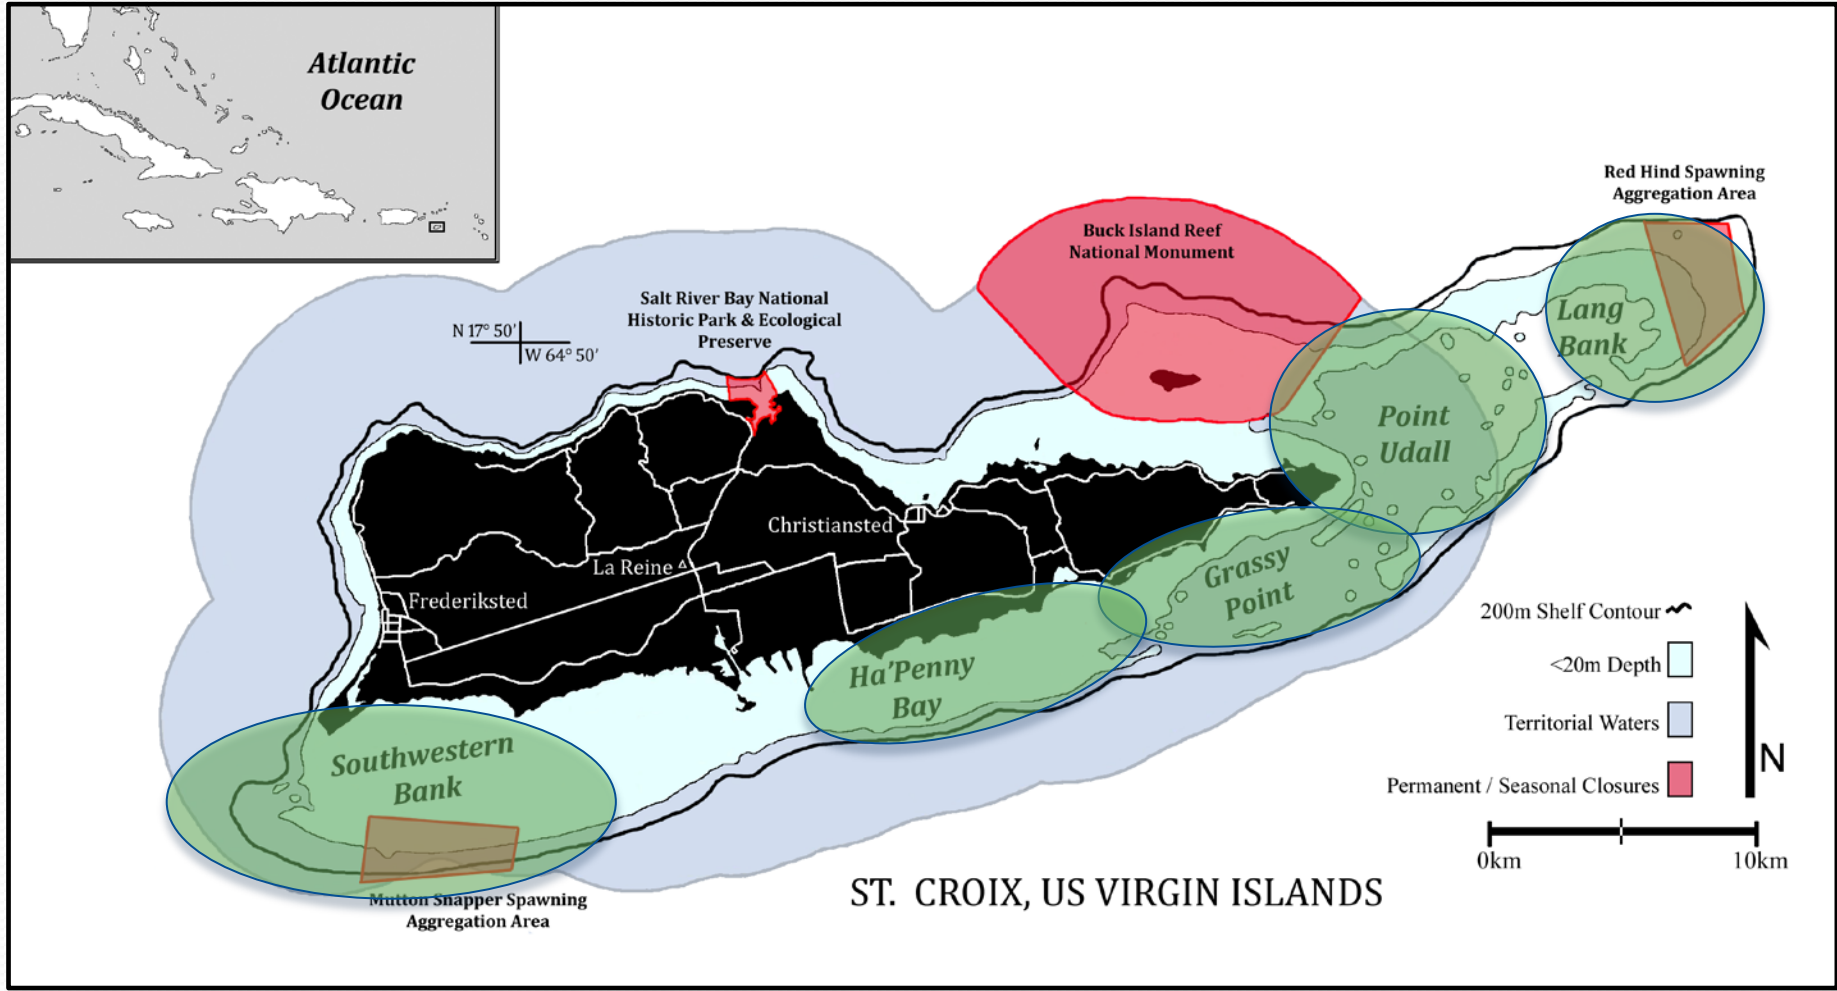 Atlantic
Ocean
Red Hind Spawning
Aggregation Area
Buck Island Reef
National Monument
Salt River Bay National
Historic Park & Ecological
Preserve
N 17° 50'
W 64° 50'
Lang
Bank
Point
Udall
Christiansted
La Reine
Grassy
Point
Frederiksted
Ha'Penny
Bay
Southwestern
Bank
Mutton Snapper Spawning
Aggregation Area
200m Shelf Contour
<20m Depth
Territorial Waters
Permanent / Seasonal Closures
N
0km
10km
ST. CROIX, US VIRGIN ISLANDS